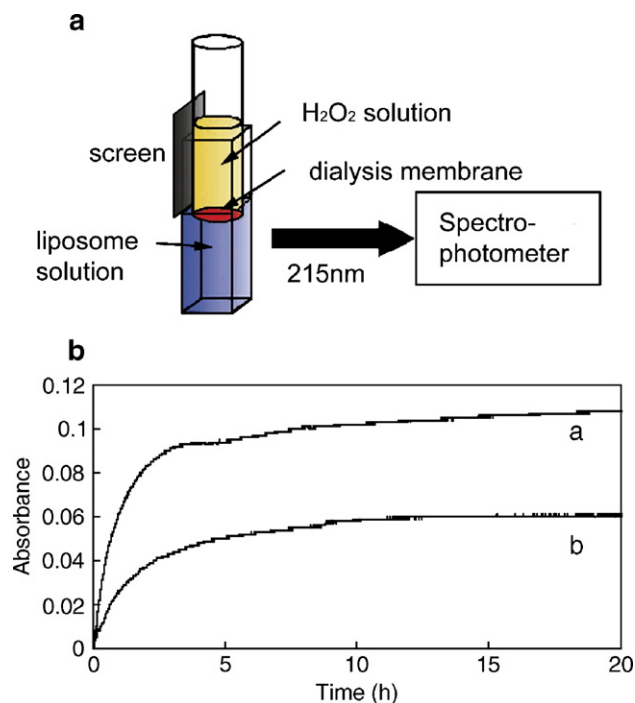 a
H₂O₂ solution
screen
dialysis membrane
liposome
solution
215nm
Spectro-
photometer
b
0.12
0.1
0.08
0.06
0.04
0.02
0
Absorbance
a
b
0
5
10
15
20
Time (h)